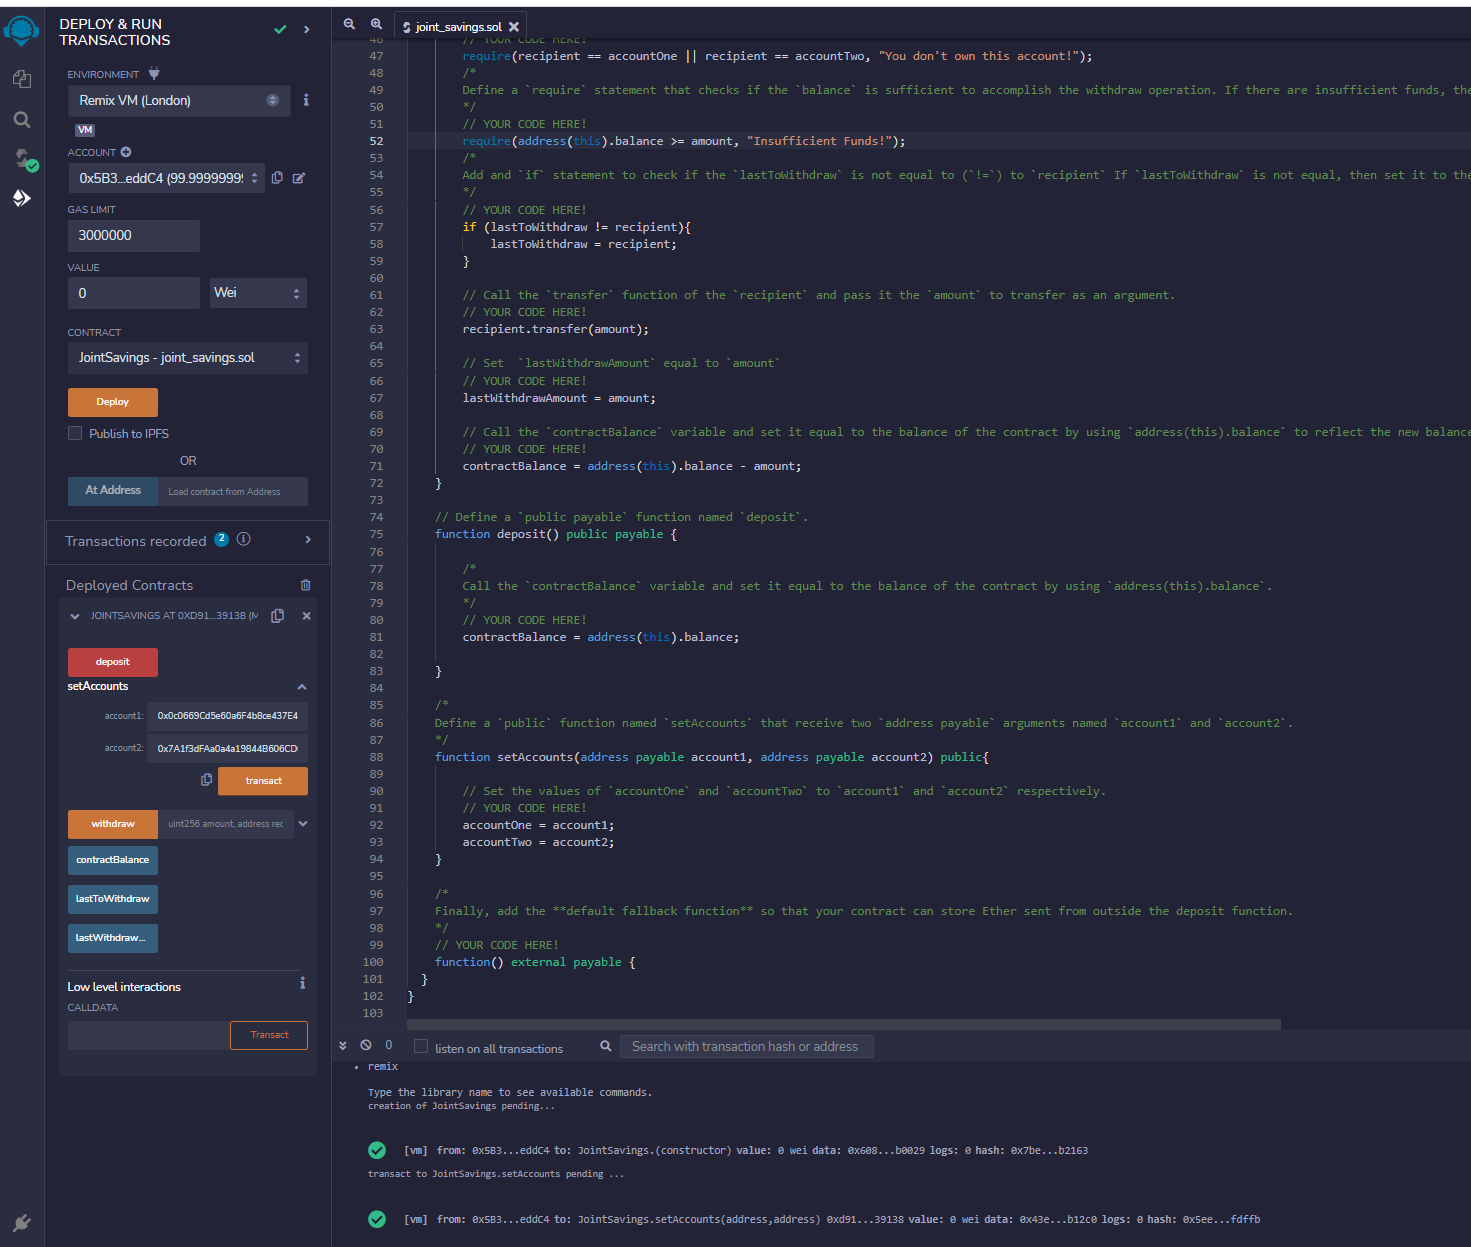 DEPLOY & RUN
TRANSACTIONS
ENVIRONMENT
Remix VM (London)
VM
ACCOUNT
0x5B3...eddC4 (99.99999999
GAS LIMIT
3000000
VALUE
0
Wei
CONTRACT
JointSavings - joint_savings.sol
Deploy
Publish to IPFS
OR
At Address Load contract from Address
Transactions recorded 2
Deployed Contracts
JOINTSAVINGS AT 0XD91...39138 (M
deposit
setAccounts
account1: 0x0c0669Cd5e60a6F4b8ce437E4
account2: 0x7A1f3dFAa0a4a19844B606CD
transact
withdraw uint256 amount, address rec
contractBalance
lastToWithdraw
lastWithdraw...
Low level interactions
CALLDATA
Transact
joint_savings.sol
46 // YOUR CODE HERE!
47 require(recipient == accountOne || recipient == accountTwo, "You don't own this account!");
48 /*
49 Define a `require` statement that checks if the `balance` is sufficient to accomplish the withdraw operation. If there are insufficient funds, the
50 */
51 // YOUR CODE HERE!
52 require(address(this).balance >= amount, "Insufficient Funds!");
53 /*
54 Add and `if` statement to check if the `lastToWithdraw` is not equal to (`!=`) to `recipient` If `lastToWithdraw` is not equal, then set it to the
55 */
56 // YOUR CODE HERE!
57 if (lastToWithdraw != recipient){
58 lastToWithdraw = recipient;
59 }
60
61 // Call the `transfer` function of the `recipient` and pass it the `amount` to transfer as an argument.
62 // YOUR CODE HERE!
63 recipient.transfer(amount);
64
65 // Set  `lastWithdrawAmount` equal to `amount`
66 // YOUR CODE HERE!
67 lastWithdrawAmount = amount;
68
69 // Call the `contractBalance` variable and set it equal to the balance of the contract by using `address(this).balance` to reflect the new balance
70 // YOUR CODE HERE!
71 contractBalance = address(this).balance - amount;
72 }
73
74 // Define a `public payable` function named `deposit`.
75 function deposit() public payable {
76
77 /*
78 Call the `contractBalance` variable and set it equal to the balance of the contract by using `address(this).balance`.
79 */
80 // YOUR CODE HERE!
81 contractBalance = address(this).balance;
82
83 }
84
85 /*
86 Define a `public` function named `setAccounts` that receive two `address payable` arguments named `account1` and `account2`.
87 */
88 function setAccounts(address payable account1, address payable account2) public{
89
90 // Set the values of `accountOne` and `accountTwo` to `account1` and `account2` respectively.
91 // YOUR CODE HERE!
92 accountOne = account1;
93 accountTwo = account2;
94 }
95
96 /*
97 Finally, add the **default fallback function** so that your contract can store Ether sent from outside the deposit function.
98 */
99 // YOUR CODE HERE!
100 function() external payable {
101 }
102 }
103
0 listen on all transactions Search with transaction hash or address
• remix
Type the library name to see available commands.
creation of JointSavings pending...
[vm] from: 0x5B3...eddC4 to: JointSavings.(constructor) value: 0 wei data: 0x608...b0029 logs: 0 hash: 0x7be...b2163
transact to JointSavings.setAccounts pending ...
[vm] from: 0x5B3...eddC4 to: JointSavings.setAccounts(address,address) 0xd91...39138 value: 0 wei data: 0x43e...b12c0 logs: 0 hash: 0x5ee...fdffb